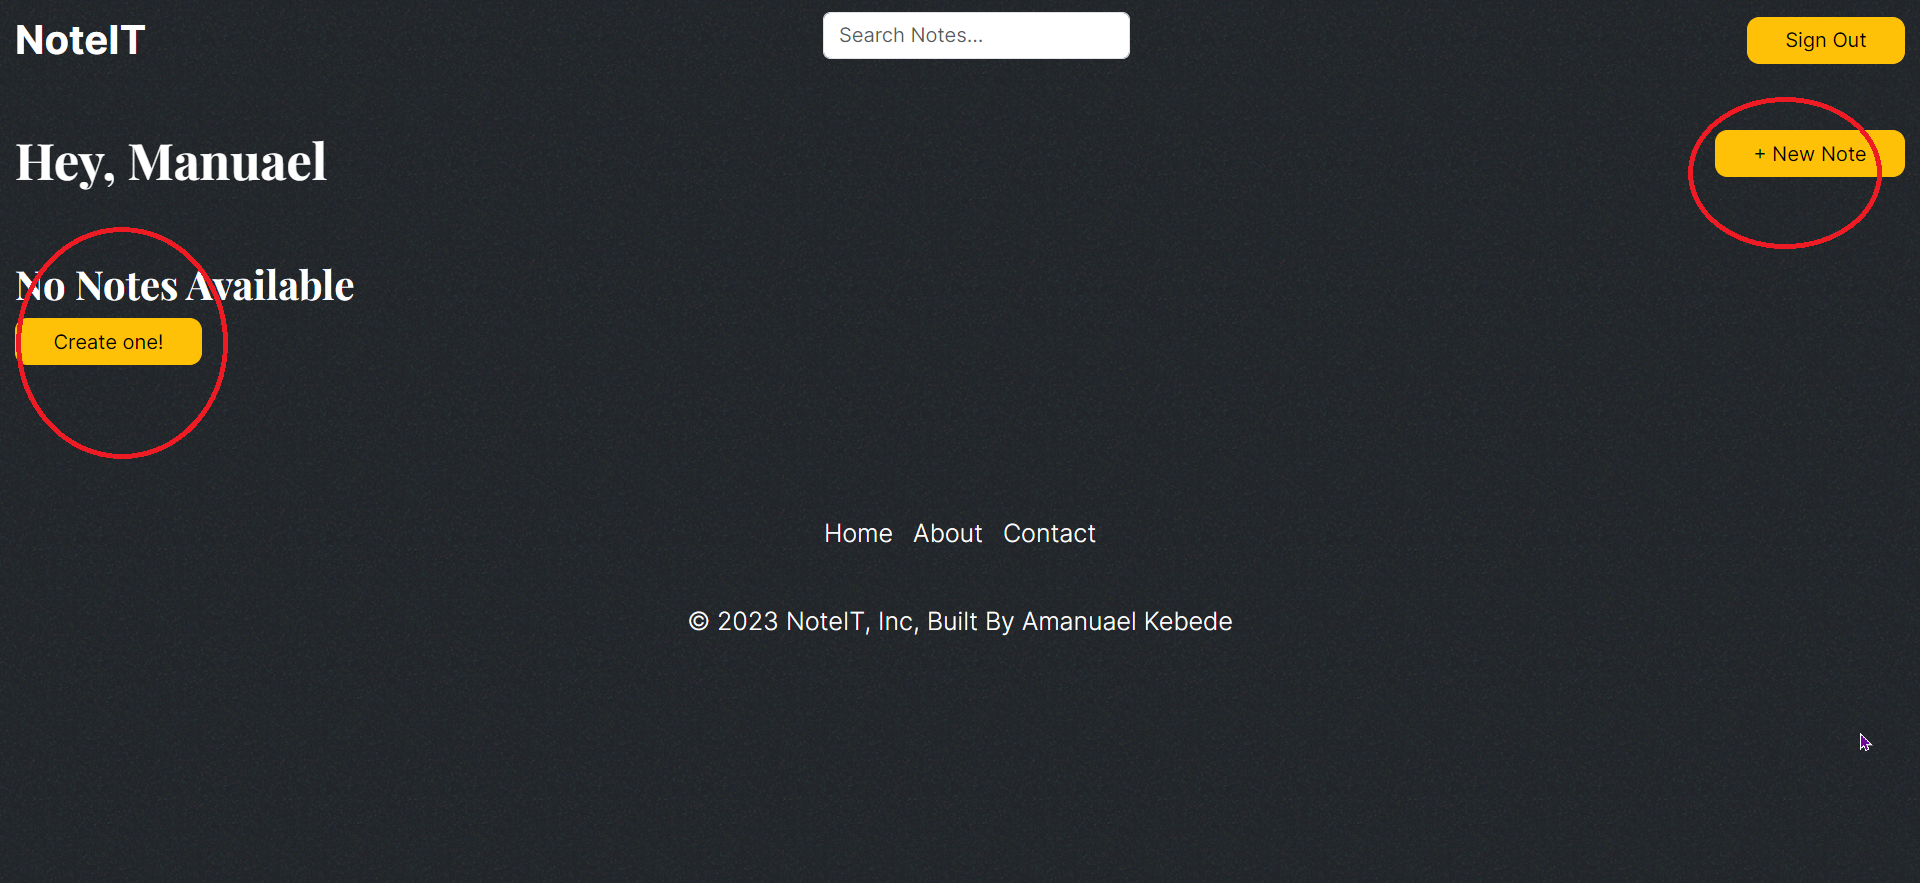 NoteIT
Search Notes...
Sign Out
Hey, Manuael
+ New Note
No Notes Available
Create one!
Home About Contact
© 2023 NoteIT, Inc, Built By Amanuael Kebede